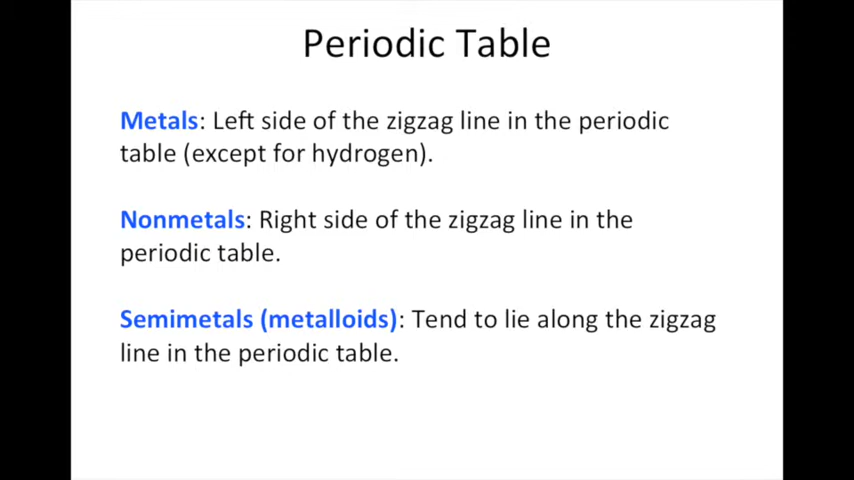 Periodic Table
Metals: Left side of the zigzag line in the periodic
table (except for hydrogen).
Nonmetals: Right side of the zigzag line in the
periodic table.
Semimetals (metalloids): Tend to lie along the zigzag
line in the periodic table.